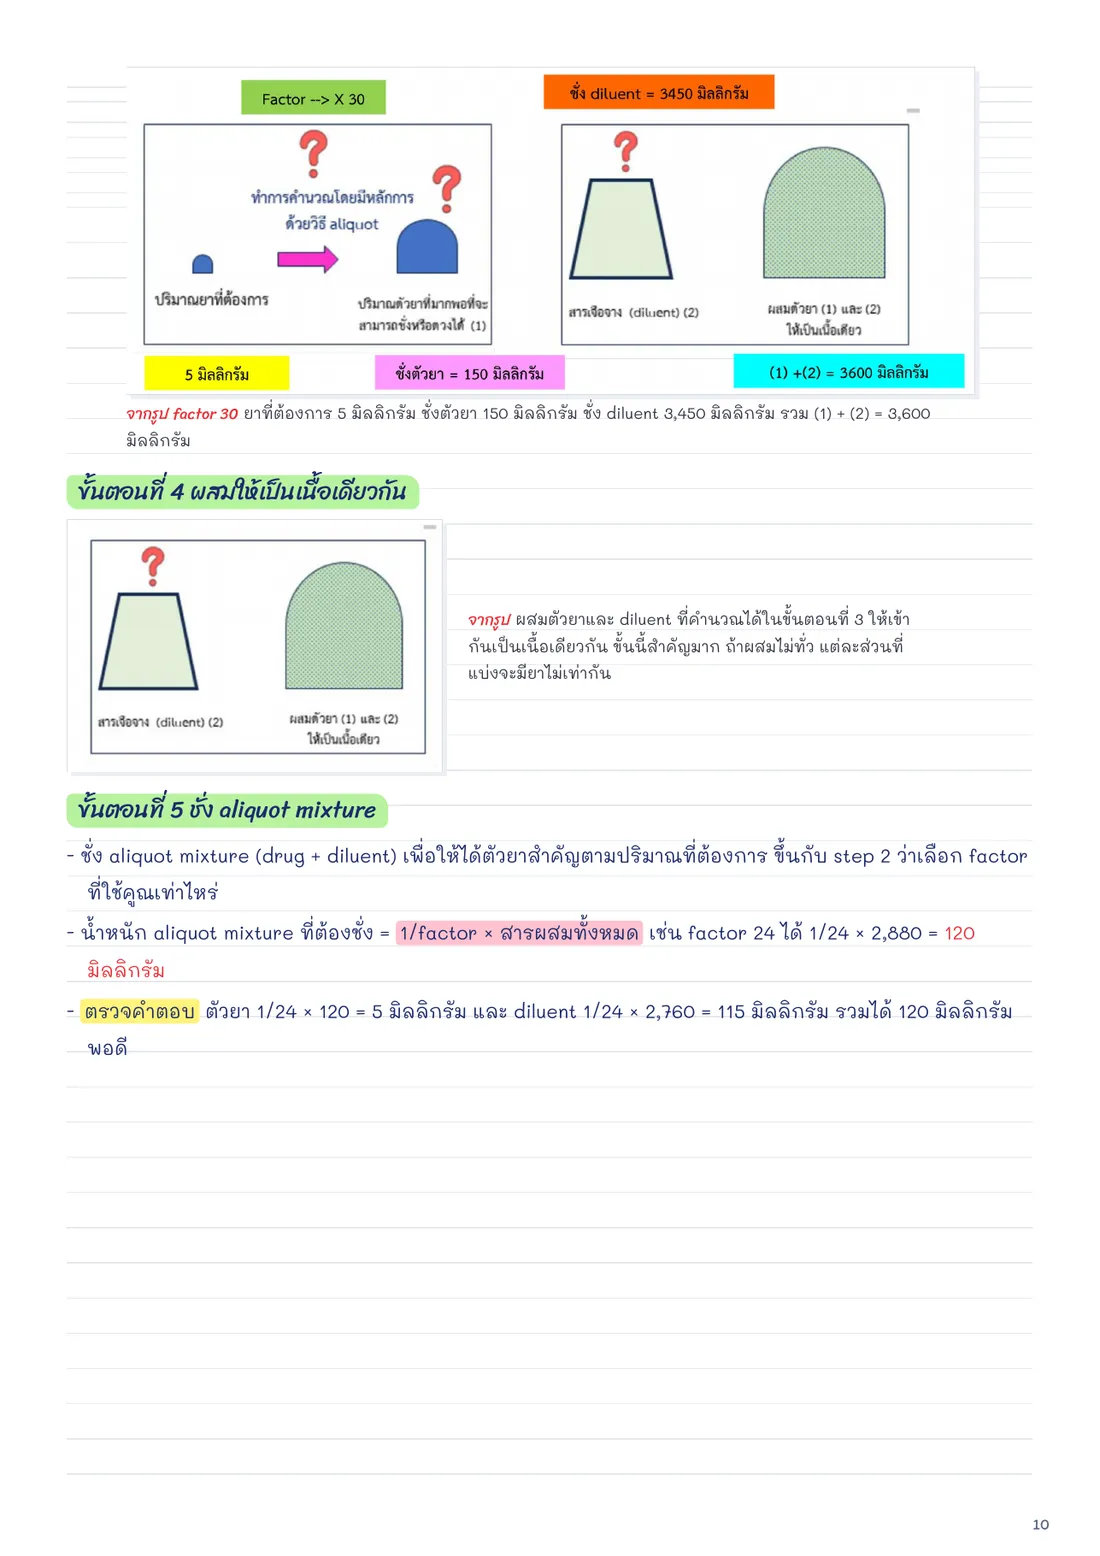 Factor --> X 30
ชั่ง diluent = 3450 มิลลิกรัม
ทำการคำนวณโดยมีหลักการ
ด้วยวิธี aliquot
ปริมาณยาที่ต้องการ
ปริมาณตัวยาที่มากพอที่จะ
สามารถชั่งหรือตวงได้ (1)
สารเจือจาง (diluent) (2)
ผสมตัวยา (1) และ (2)
ให้เป็นเนื้อเดียว
5 มิลลิกรัม
ชั่งตัวยา = 150 มิลลิกรัม
(1) +(2) = 3600 มิลลิกรัม
จากรูป factor 30 ยาที่ต้องการ 5 มิลลิกรัม ชั่งตัวยา 150 มิลลิกรัม ชั่ง diluent 3,450 มิลลิกรัม รวม (1) + (2) = 3,600
มิลลิกรัม
ขั้นตอนที่ 4 ผสมให้เป็นเนื้อเดียวกัน
สารเจือจาง (diluent) (2)
ผสมตัวยา (1) และ (2)
ให้เป็นเนื้อเดียว
จากรูป ผสมตัวยาและ diluent ที่คำนวณได้ในขั้นตอนที่ 3 ให้เข้า
กันเป็นเนื้อเดียวกัน ขั้นนี้สำคัญมาก ถ้าผสมไม่ทั่ว แต่ละส่วนที่
แบ่งจะมียาไม่เท่ากัน
ขั้นตอนที่ 5 ชั่ง aliquot mixture
- ชั่ง aliquot mixture (drug + diluent) เพื่อให้ได้ตัวยาสำคัญตามปริมาณที่ต้องการ ขึ้นกับ step 2 ว่าเลือก factor
ที่ใช้คูณเท่าไหร่
- น้ำหนัก aliquot mixture ที่ต้องชั่ง = 1/factor × สารผสมทั้งหมด เช่น factor 24 ได้ 1/24 × 2,880 = 120
มิลลิกรัม
- ตรวจคำตอบ ตัวยา 1/24 × 120 = 5 มิลลิกรัม และ diluent 1/24 × 2,760 = 115 มิลลิกรัม รวมได้ 120 มิลลิกรัม
พอดี
10